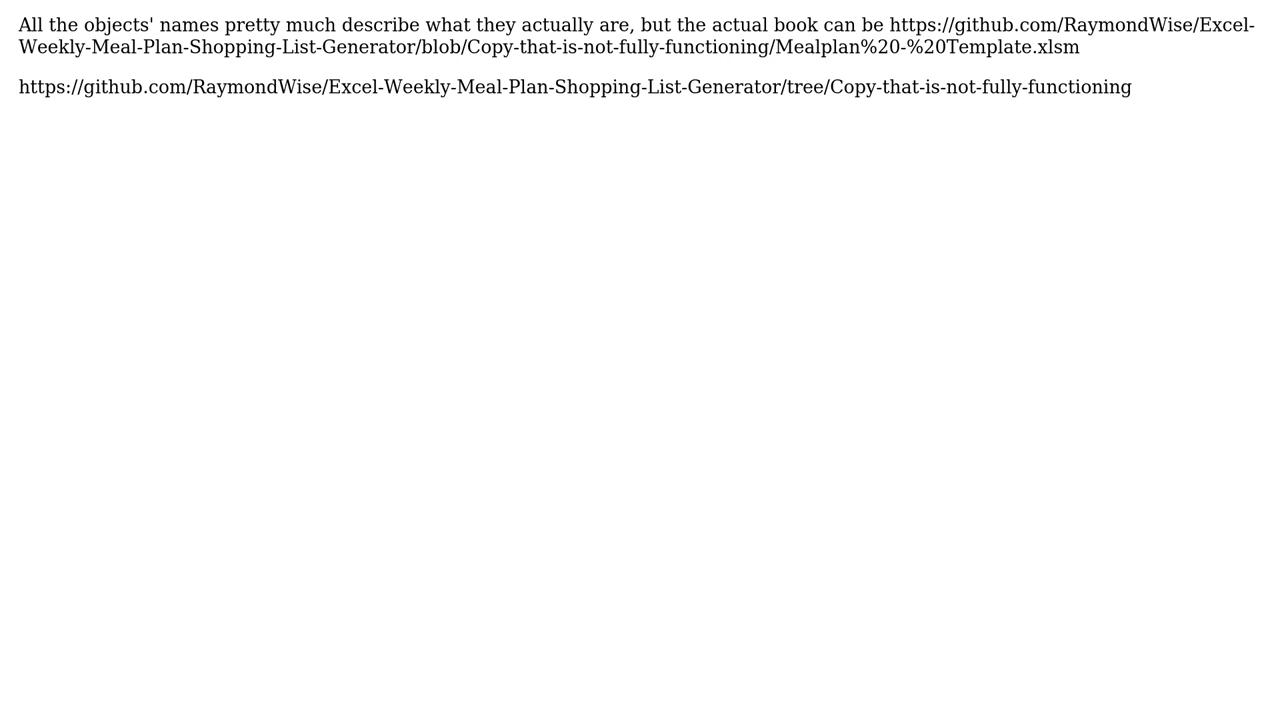 All the objects' names pretty much describe what they actually are, but the actual book can be https://github.com/RaymondWise/Excel-
Weekly-Meal-Plan-Shopping-List-Generator/blob/Copy-that-is-not-fully-functioning/Mealplan%20-%20Template.xlsm
https://github.com/RaymondWise/Excel-Weekly-Meal-Plan-Shopping-List-Generator/tree/Copy-that-is-not-fully-functioning